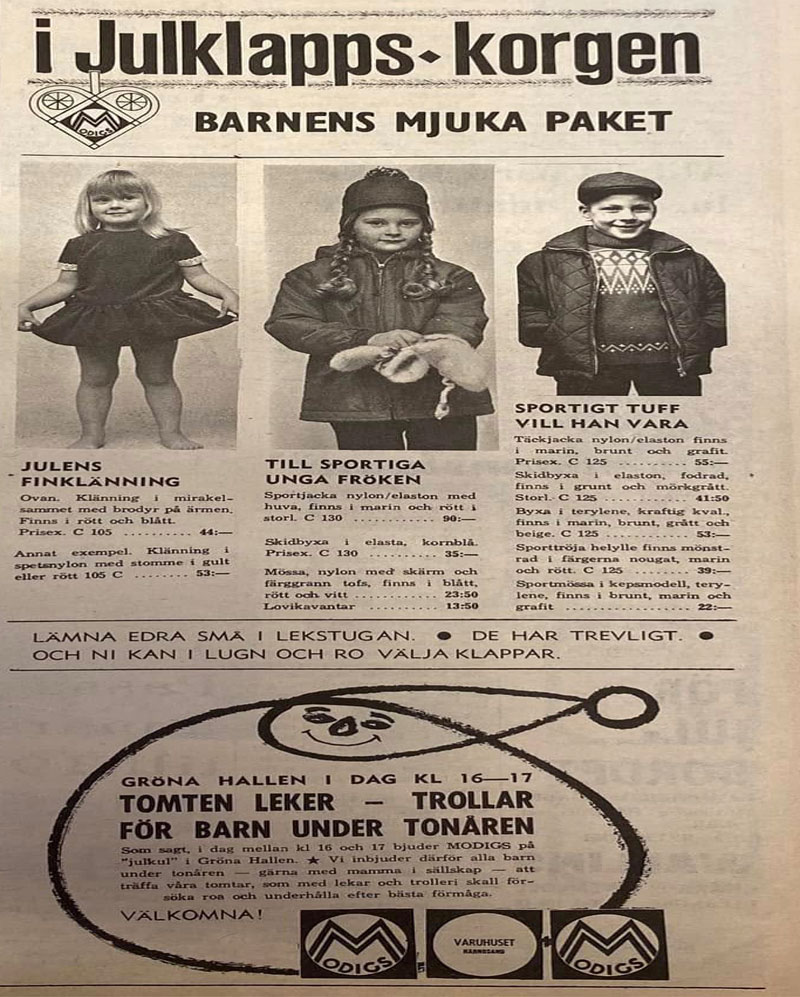 i Julklapps-korgen
MODIGS
BARNENS MJUKA PAKET
JULENS
FINKLÄNNING
Ovan. Klänning i mirakel-
sammet med brodyr på ärmen.
Finns i rött och blått.
Prisex. C 105 .......... 44:—
Annat exempel. Klänning i
spetsnylon med stomme i gult
eller rött 105 C ........ 53:—
TILL SPORTIGA
UNGA FRÖKEN
Sportjacka nylon/elaston med
huva, finns i marin och rött i
storl. C 130 ........... 90:—
Skidbyxa i elasta, kornblå.
Prisex. C 130 .......... 35:—
Mössa, nylon med skärm och
färggrann tofs, finns i blått,
rött och vitt ........... 23:50
Lovikavantar ........... 13:50
SPORTIGT TUFF
VILL HAN VARA
Täckjacka nylon/elaston finns
i marin, brunt och grafit.
Prisex. C 125 .......... 55:—
Skidbyxa i elaston, fodrad,
finns i grunt och mörkgrått.
Storl. C 125 ........... 41:50
Byxa i terylene, kraftig kval.,
finns i marin, brunt, grått och
beige. C 125 ........... 53:—
Sporttröja helylle finns mönst-
rad i färgerna nougat, marin
och rött. C 125 ......... 39:—
Sportmössa i kepsmodell, tery-
lene, finns i brunt, marin och
grafit .................. 22:—
LÄMNA EDRA SMÅ I LEKSTUGAN. ● DE HAR TREVLIGT. ●
OCH NI KAN I LUGN OCH RO VÄLJA KLAPPAR.
GRÖNA HALLEN I DAG KL 16—17
TOMTEN LEKER – TROLLAR
FÖR BARN UNDER TONÅREN
Som sagt, i dag mellan kl 16 och 17 bjuder MODIGS på
"julkul" i Gröna Hallen. ★ Vi inbjuder därför alla barn
under tonåren — gärna med mamma i sällskap — att
träffa våra tomtar, som med lekar och trolleri skall för-
söka roa och underhålla efter bästa förmåga.
VÄLKOMNA!
MODIGS
VARUHUSET
HÄRNÖSAND
MODIGS